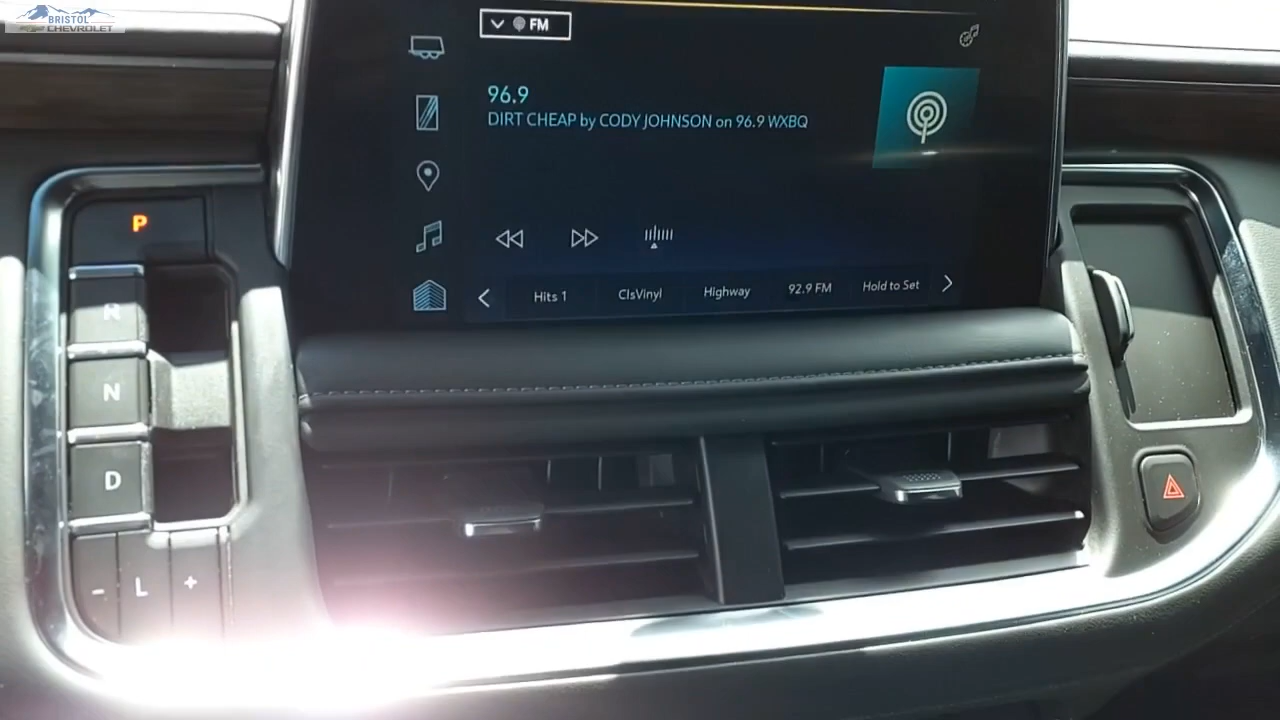 BRISTOL
CHEVROLET
FM
96.9
DIRT CHEAP by CODY JOHNSON on 96.9 WXBQ
Hits 1
ClsVinyl
Highway
92.9 FM
Hold to Set
P
R
N
D
- L +